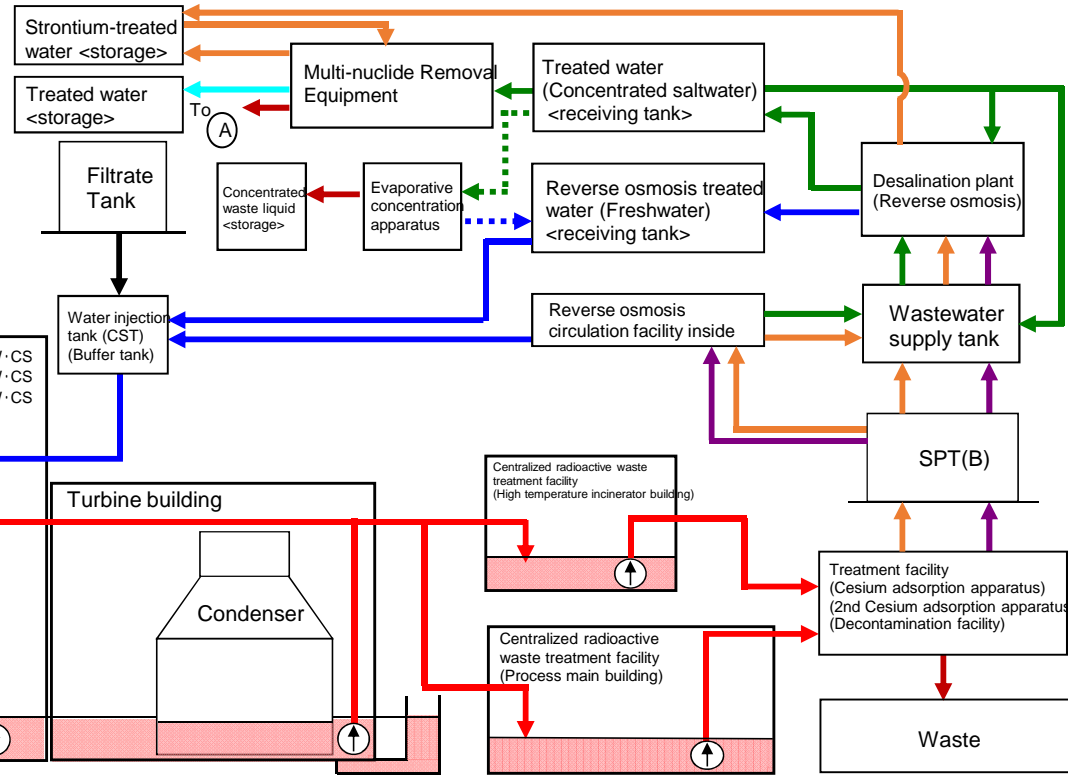 Strontium-treated
water <storage>
Multi-nuclide Removal
Equipment
Treated water
(Concentrated saltwater)
<receiving tank>
Treated water
<storage>
To
A
Filtrate
Tank
Concentrated
waste liquid
<storage>
Evaporative
concentration
apparatus
Reverse osmosis treated
water (Freshwater)
<receiving tank>
Desalination plant
(Reverse osmosis)
Water injection
tank (CST)
(Buffer tank)
Reverse osmosis
circulation facility inside
Wastewater
supply tank
·CS
·CS
·CS
SPT(B)
Turbine building
Condenser
Centralized radioactive waste
treatment facility
(High temperature incinerator building)
Centralized radioactive
waste treatment facility
(Process main building)
Treatment facility
(Cesium adsorption apparatus)
(2nd Cesium adsorption apparatus
(Decontamination facility)
Waste